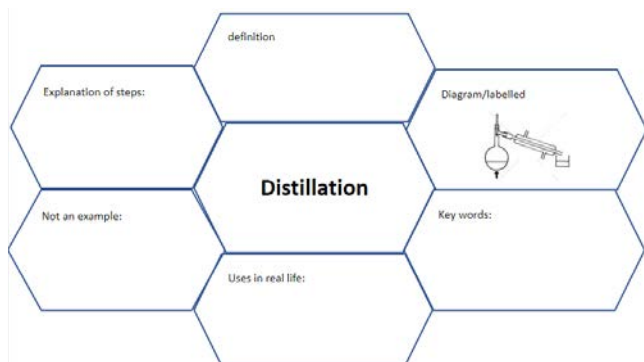 definition
Explanation of steps:
Diagram/labelled
Distillation
Not an example:
Key words:
Uses in real life: